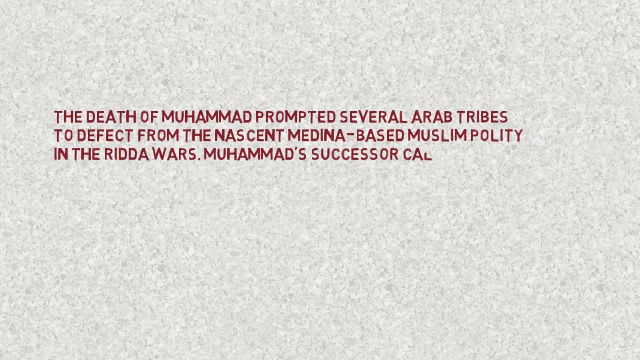 THE DEATH OF MUHAMMAD PROMPTED SEVERAL ARAB TRIBES
TO DEFECT FROM THE NASCENT MEDINA-BASED MUSLIM POLITY
IN THE RIDDA WARS. MUHAMMAD'S SUCCESSOR CAL